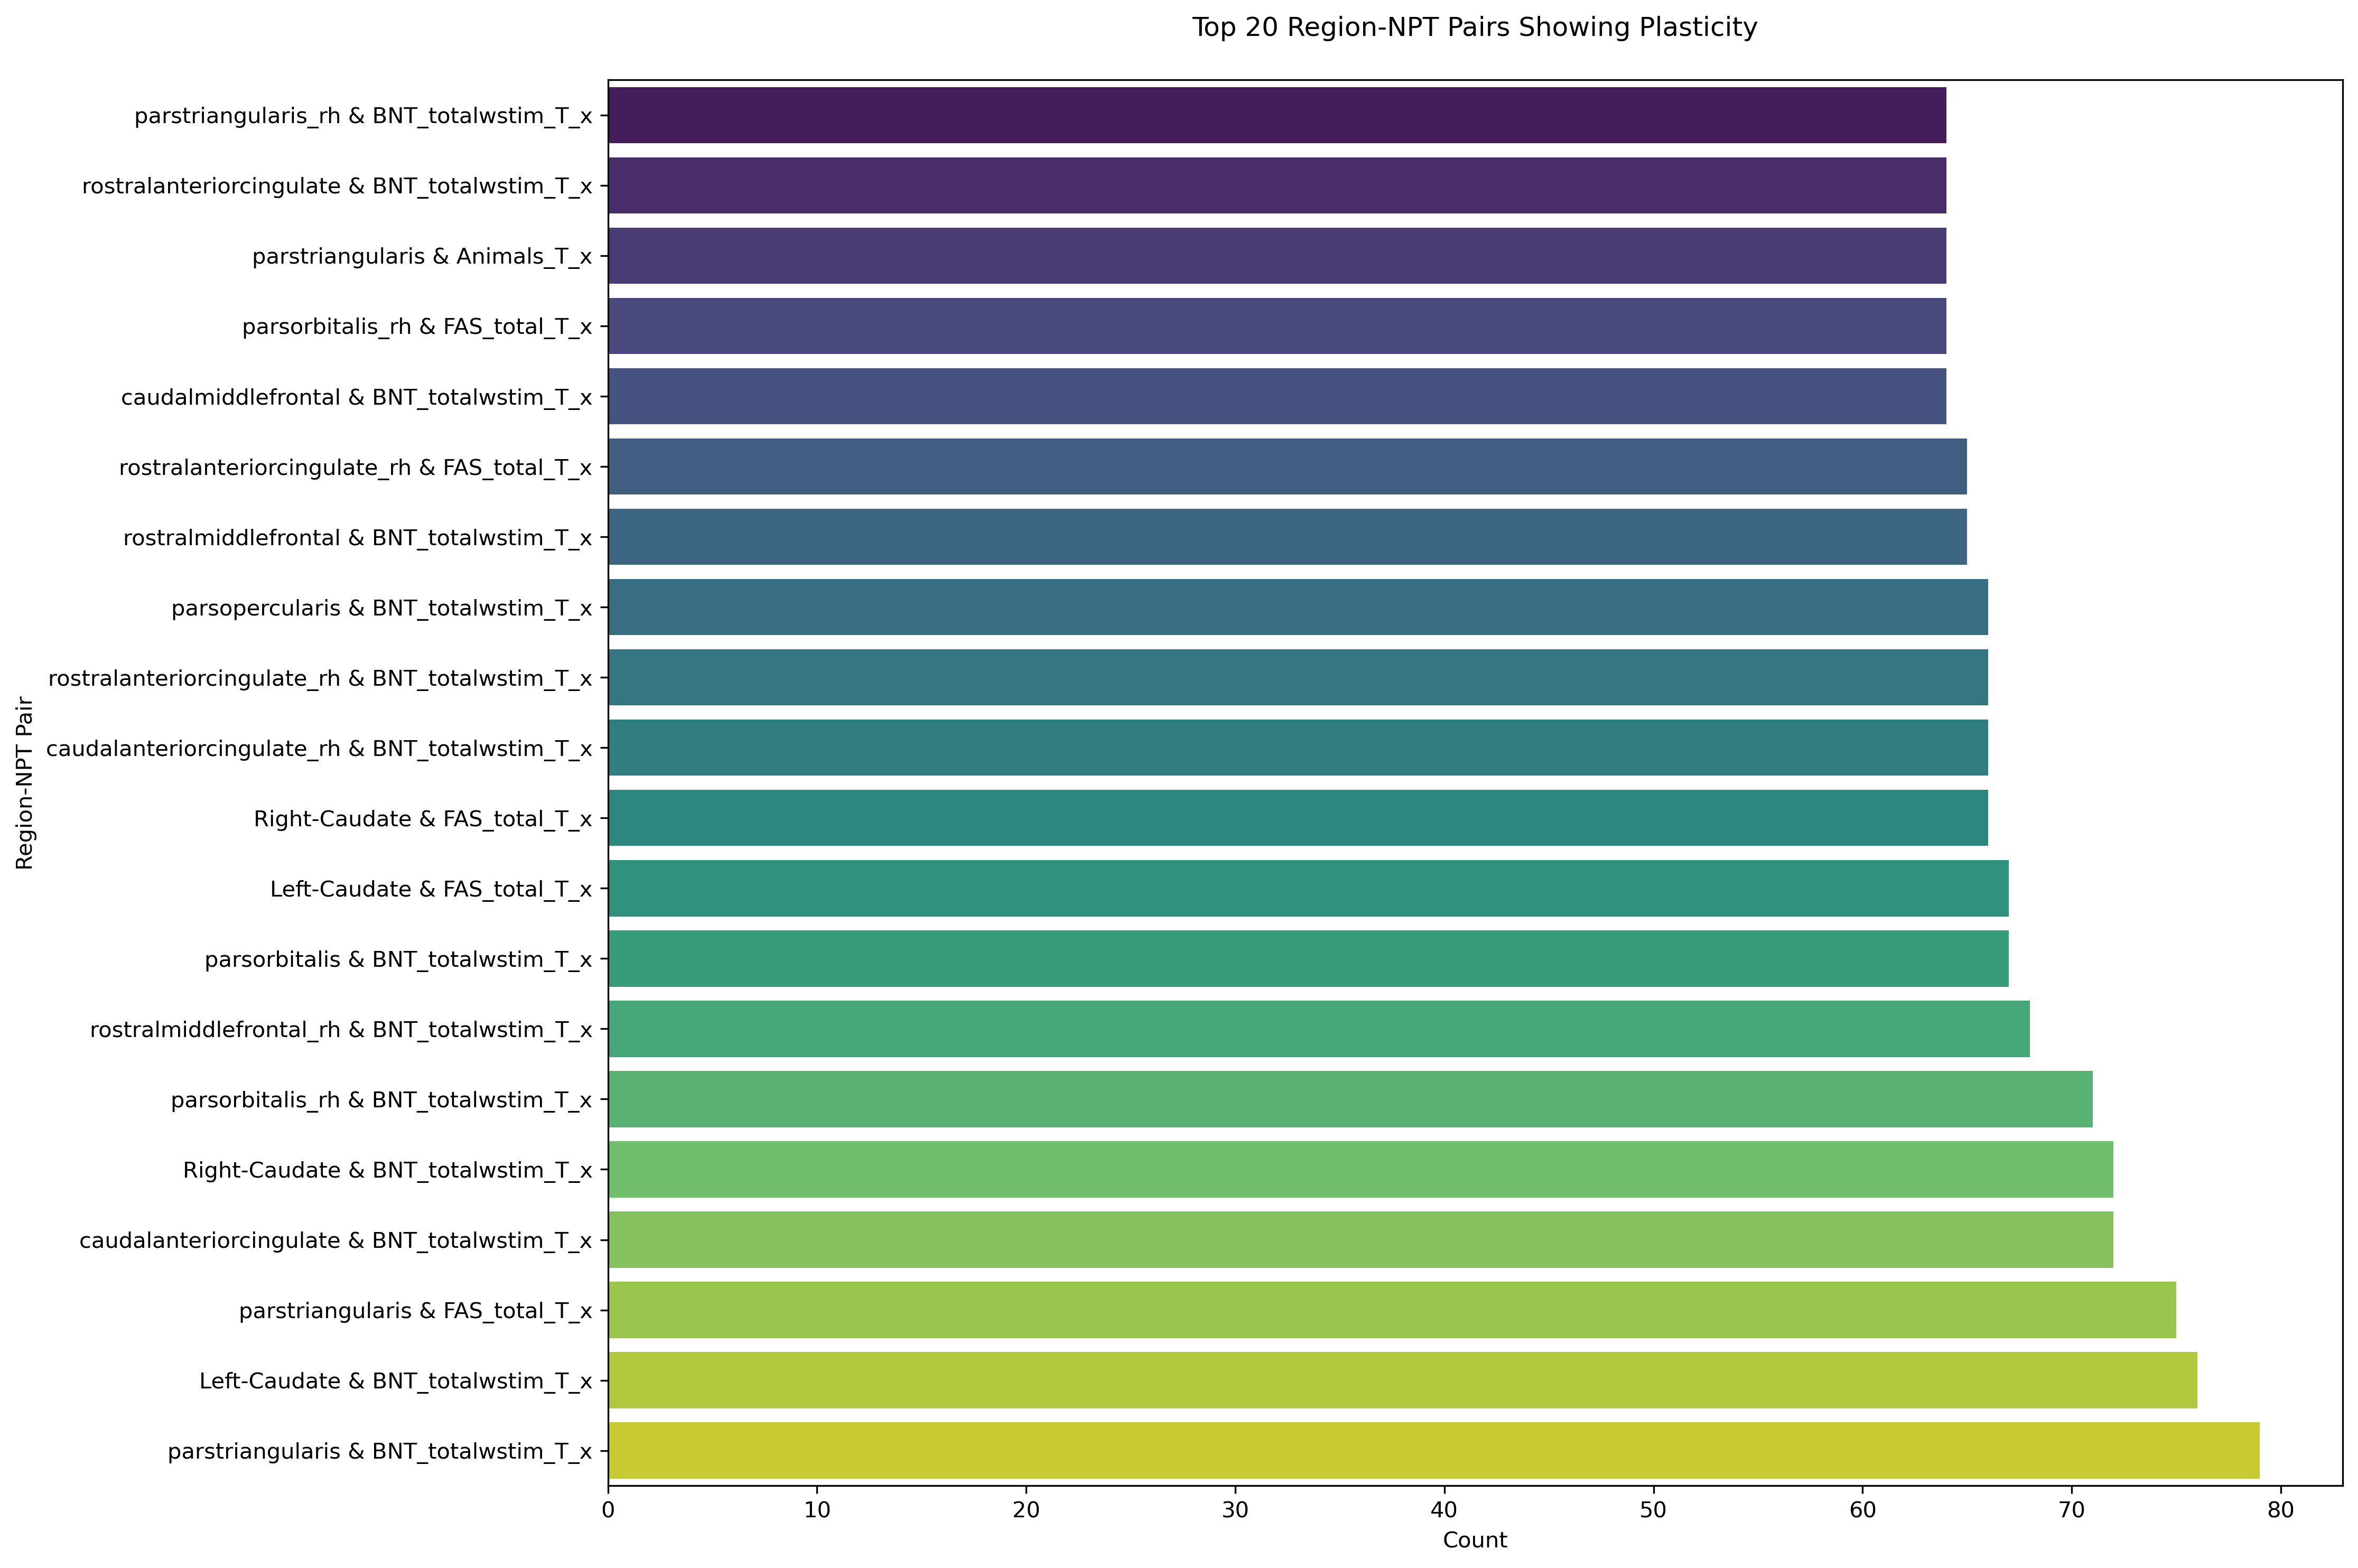 Top 20 Region-NPT Pairs Showing Plasticity
Region-NPT Pair
parstriangularis_rh & BNT_totalwstim_T_x
rostralanteriorcingulate & BNT_totalwstim_T_x
parstriangularis & Animals_T_x
parsorbitalis_rh & FAS_total_T_x
caudalmiddlefrontal & BNT_totalwstim_T_x
rostralanteriorcingulate_rh & FAS_total_T_x
rostralmiddlefrontal & BNT_totalwstim_T_x
parsopercularis & BNT_totalwstim_T_x
rostralanteriorcingulate_rh & BNT_totalwstim_T_x
caudalanteriorcingulate_rh & BNT_totalwstim_T_x
Right-Caudate & FAS_total_T_x
Left-Caudate & FAS_total_T_x
parsorbitalis & BNT_totalwstim_T_x
rostralmiddlefrontal_rh & BNT_totalwstim_T_x
parsorbitalis_rh & BNT_totalwstim_T_x
Right-Caudate & BNT_totalwstim_T_x
caudalanteriorcingulate & BNT_totalwstim_T_x
parstriangularis & FAS_total_T_x
Left-Caudate & BNT_totalwstim_T_x
parstriangularis & BNT_totalwstim_T_x
0 10 20 30 40 50 60 70 80
Count